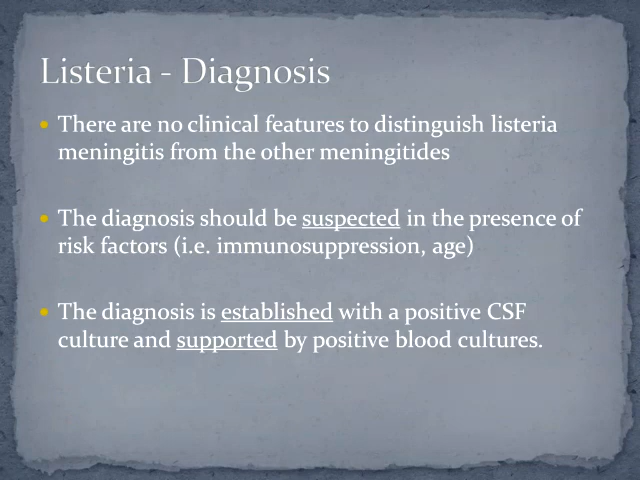 Listeria - Diagnosis
• There are no clinical features to distinguish listeria
meningitis from the other meningitides
• The diagnosis should be suspected in the presence of
risk factors (i.e. immunosuppression, age)
• The diagnosis is established with a positive CSF
culture and supported by positive blood cultures.